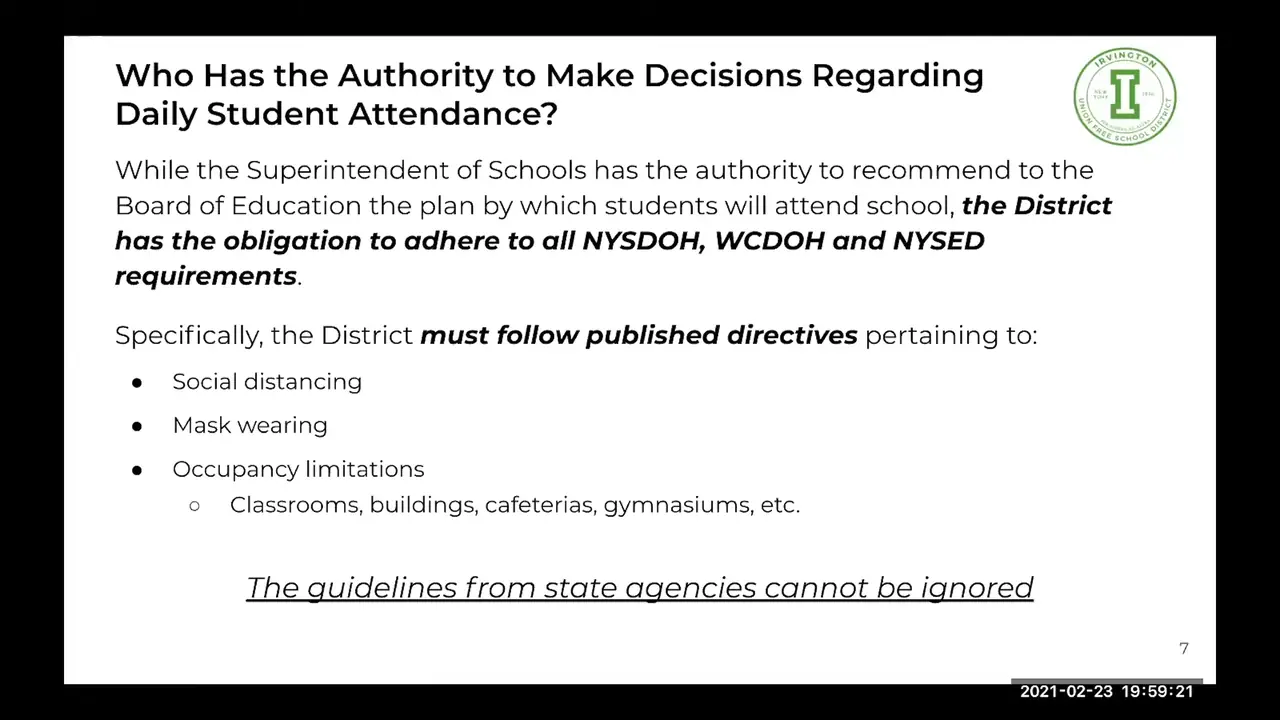 Who Has the Authority to Make Decisions Regarding
Daily Student Attendance?
IRVINGTON
I
UNION FREE SCHOOL DISTRICT
While the Superintendent of Schools has the authority to recommend to the
Board of Education the plan by which students will attend school, the District
has the obligation to adhere to all NYSDOH, WCDOH and NYSED
requirements.
Specifically, the District must follow published directives pertaining to:
● Social distancing
● Mask wearing
● Occupancy limitations
○ Classrooms, buildings, cafeterias, gymnasiums, etc.
The guidelines from state agencies cannot be ignored
7
2021-02-23 19:59:21